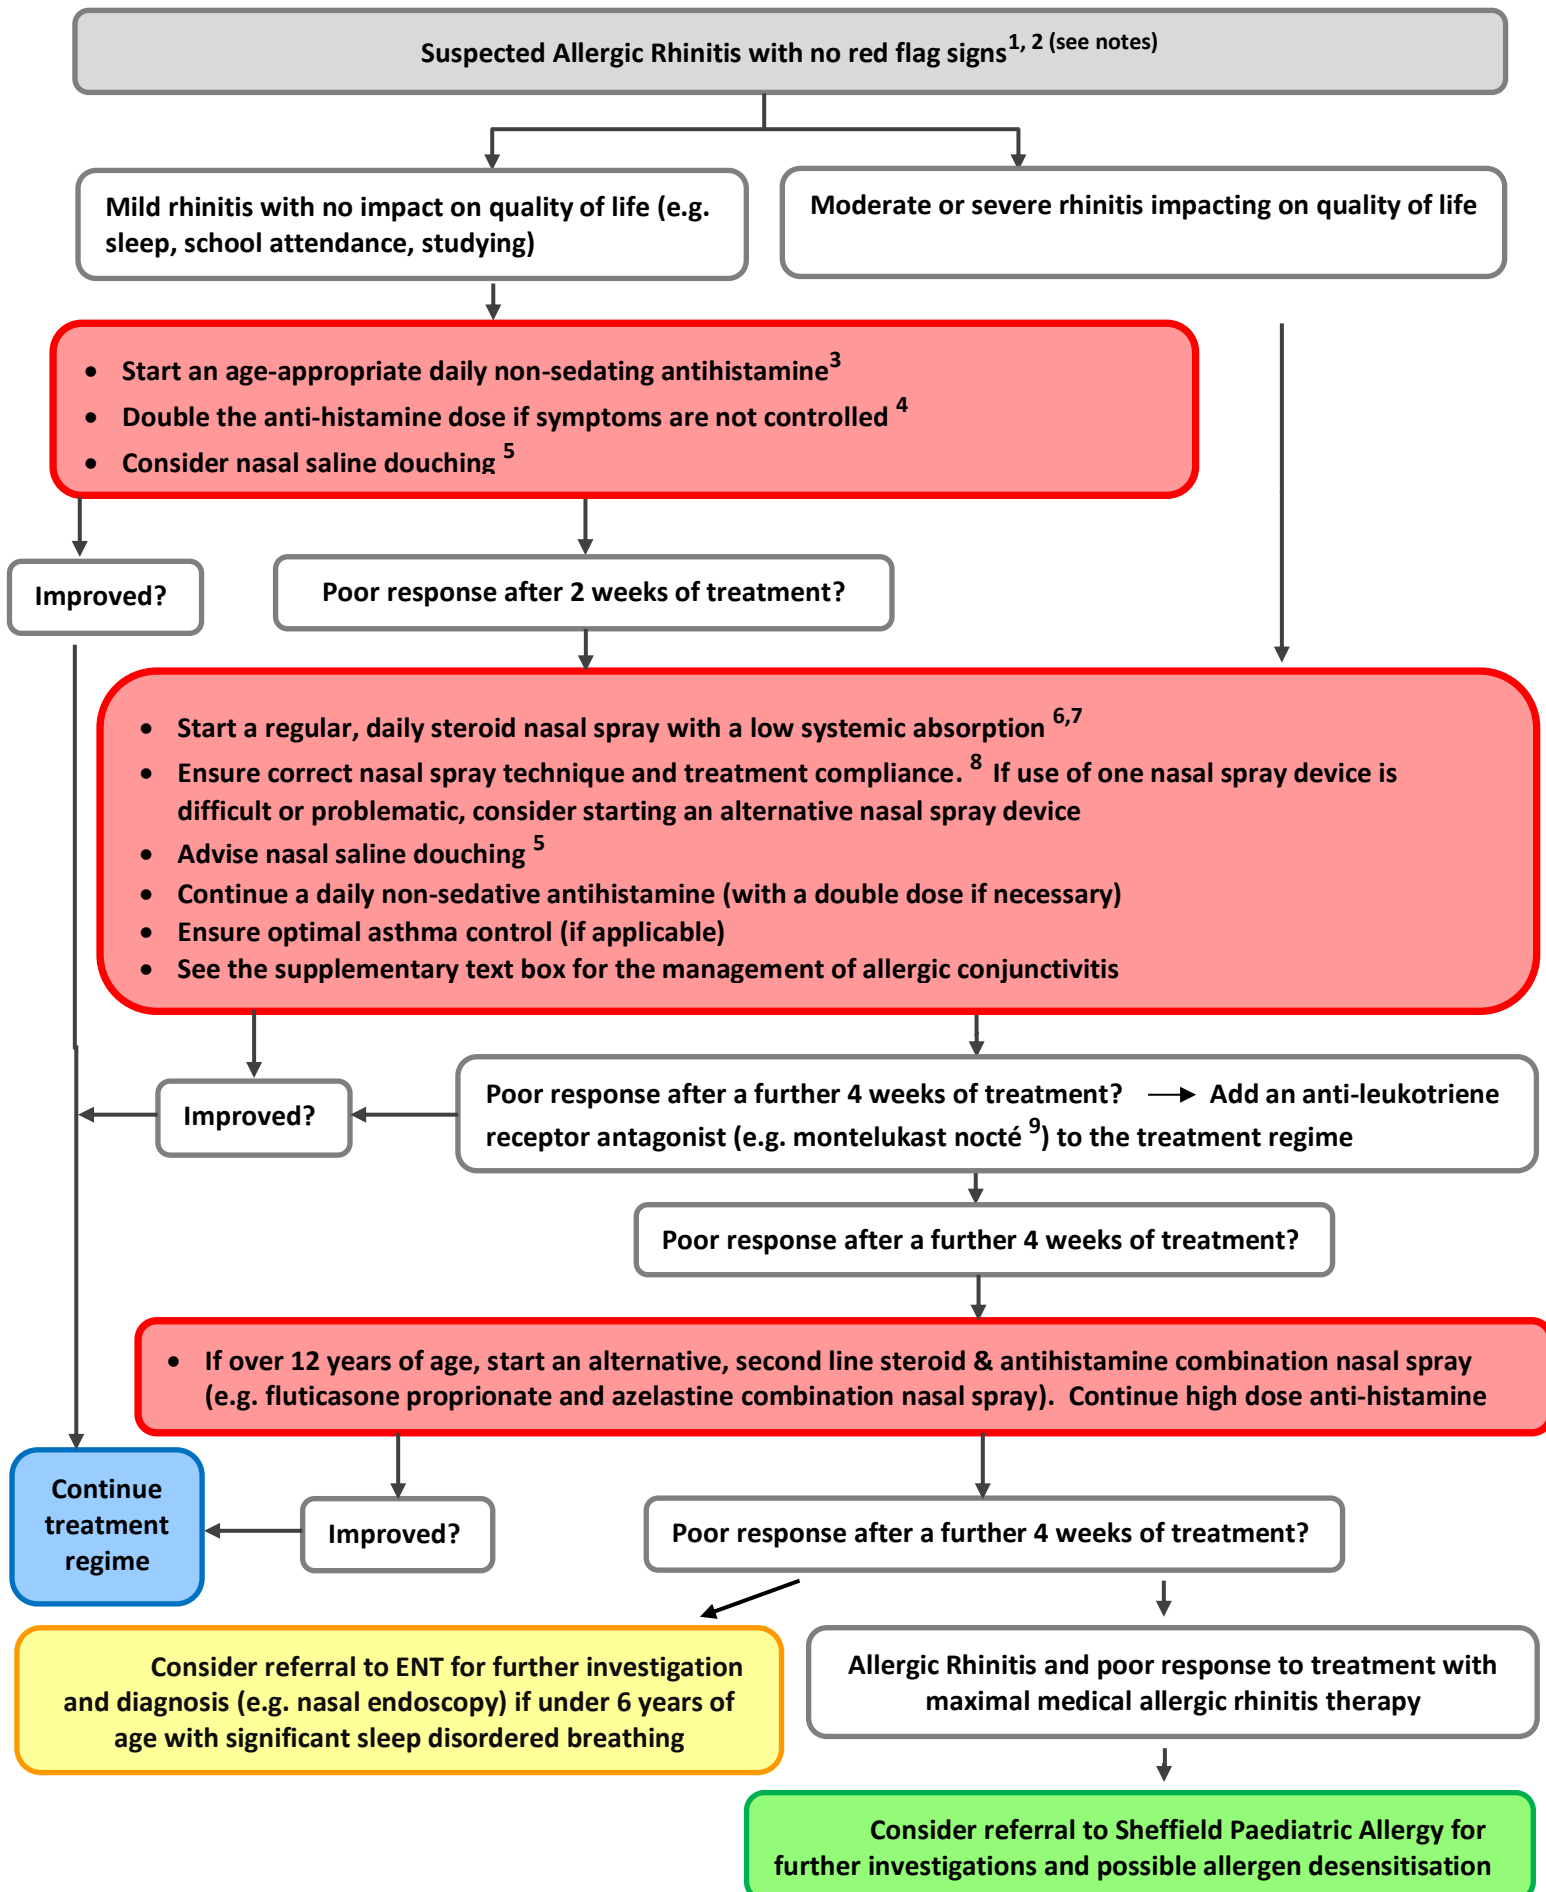 Suspected Allergic Rhinitis with no red flag signs1, 2 (see notes)
Mild rhinitis with no impact on quality of life (e.g.
sleep, school attendance, studying)
Moderate or severe rhinitis impacting on quality of life
• Start an age-appropriate daily non-sedating antihistamine3
• Double the anti-histamine dose if symptoms are not controlled 4
• Consider nasal saline douching 5
Improved?
Poor response after 2 weeks of treatment?
• Start a regular, daily steroid nasal spray with a low systemic absorption 6,7
• Ensure correct nasal spray technique and treatment compliance. 8 If use of one nasal spray device is
difficult or problematic, consider starting an alternative nasal spray device
• Advise nasal saline douching 5
• Continue a daily non-sedative antihistamine (with a double dose if necessary)
• Ensure optimal asthma control (if applicable)
• See the supplementary text box for the management of allergic conjunctivitis
Improved?
Poor response after a further 4 weeks of treatment? → Add an anti-leukotriene
receptor antagonist (e.g. montelukast nocté 9) to the treatment regime
Poor response after a further 4 weeks of treatment?
• If over 12 years of age, start an alternative, second line steroid & antihistamine combination nasal spray
(e.g. fluticasone proprionate and azelastine combination nasal spray). Continue high dose anti-histamine
Continue
treatment
regime
Improved?
Poor response after a further 4 weeks of treatment?
Consider referral to ENT for further investigation
and diagnosis (e.g. nasal endoscopy) if under 6 years of
age with significant sleep disordered breathing
Allergic Rhinitis and poor response to treatment with
maximal medical allergic rhinitis therapy
Consider referral to Sheffield Paediatric Allergy for
further investigations and possible allergen desensitisation